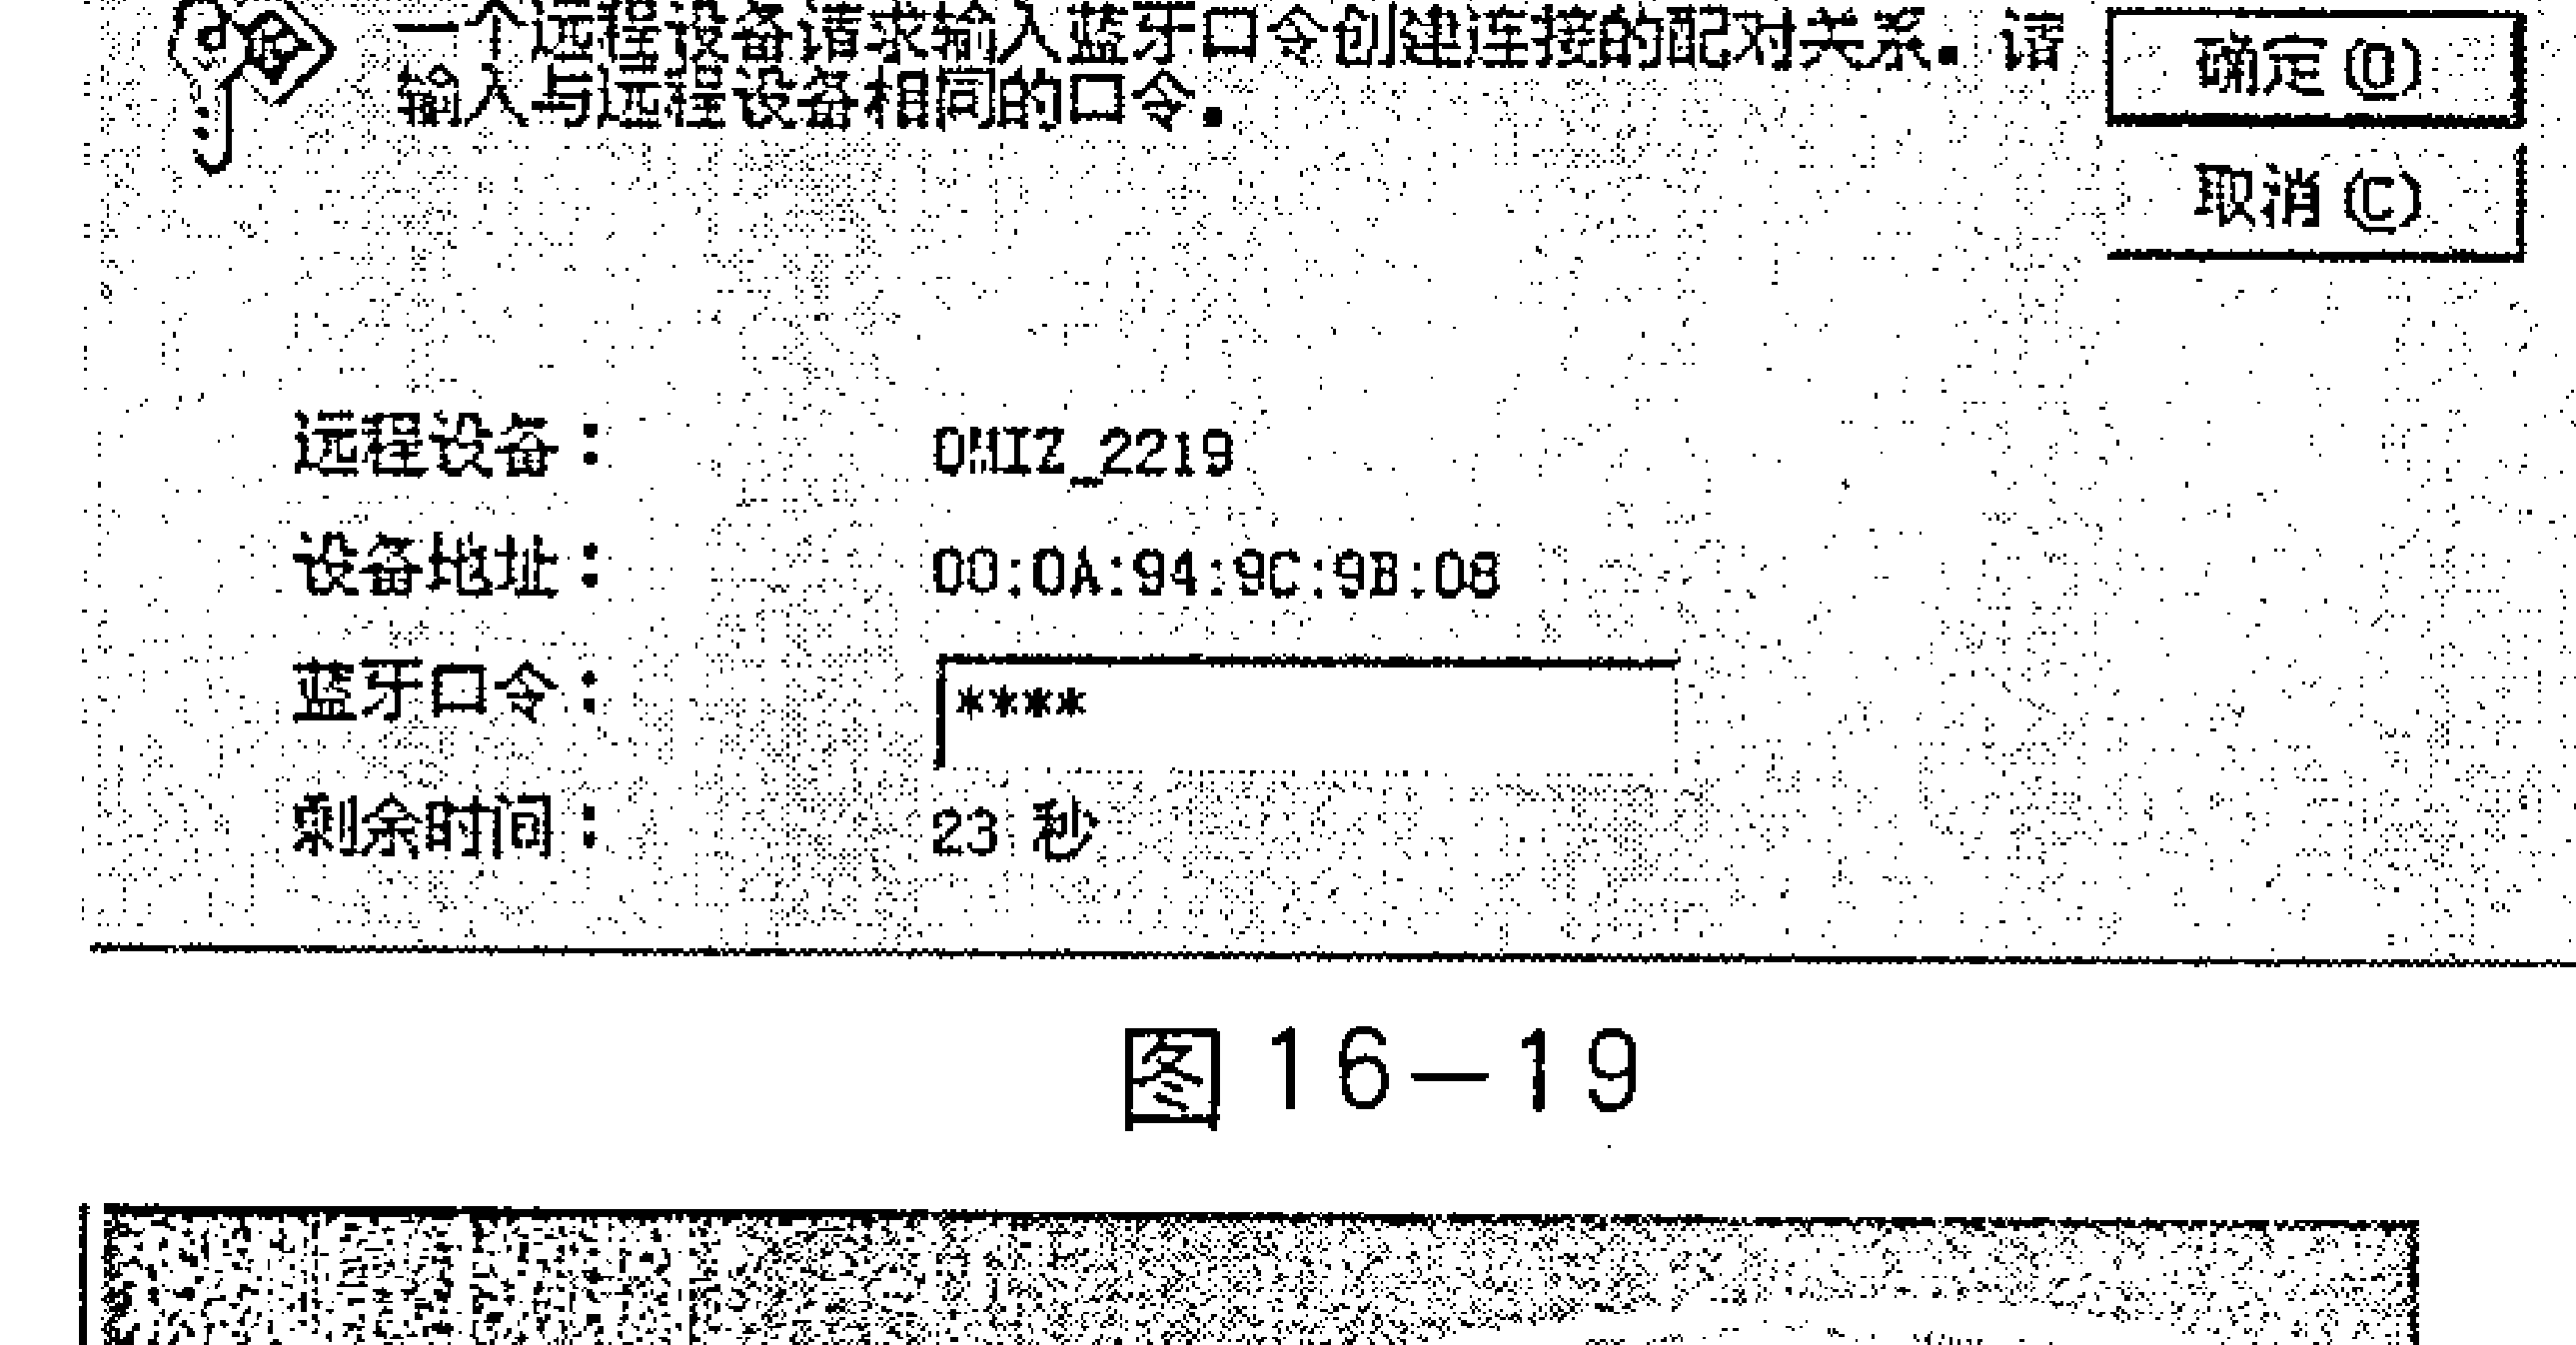 一个远程设备请求输入蓝牙口令创建连接的配对关系. 请
输入与远程设备相同的口令.
确定(O)
取消(C)
远程设备: OMIZ_2219
设备地址: 00:0A:94:9C:9B:08
蓝牙口令: ****
剩余时间: 23 秒
图 16-19